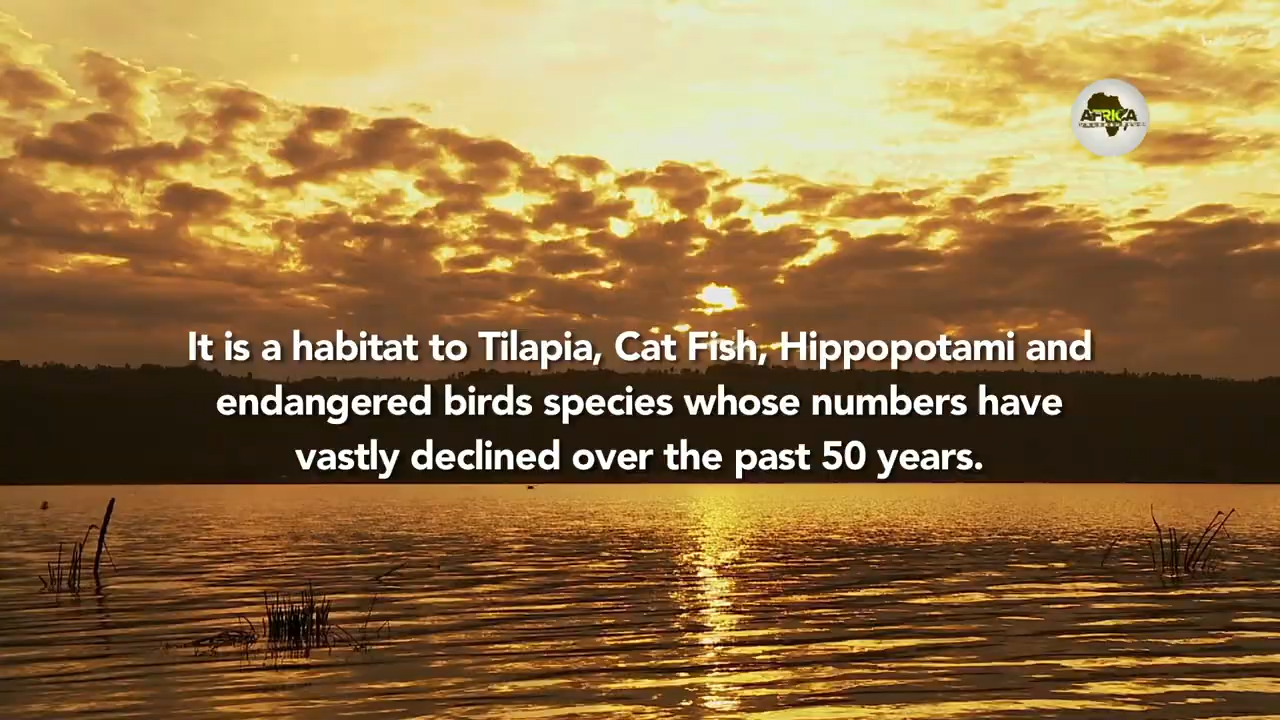 AFRICA
It is a habitat to Tilapia, Cat Fish, Hippopotami and
endangered birds species whose numbers have
vastly declined over the past 50 years.